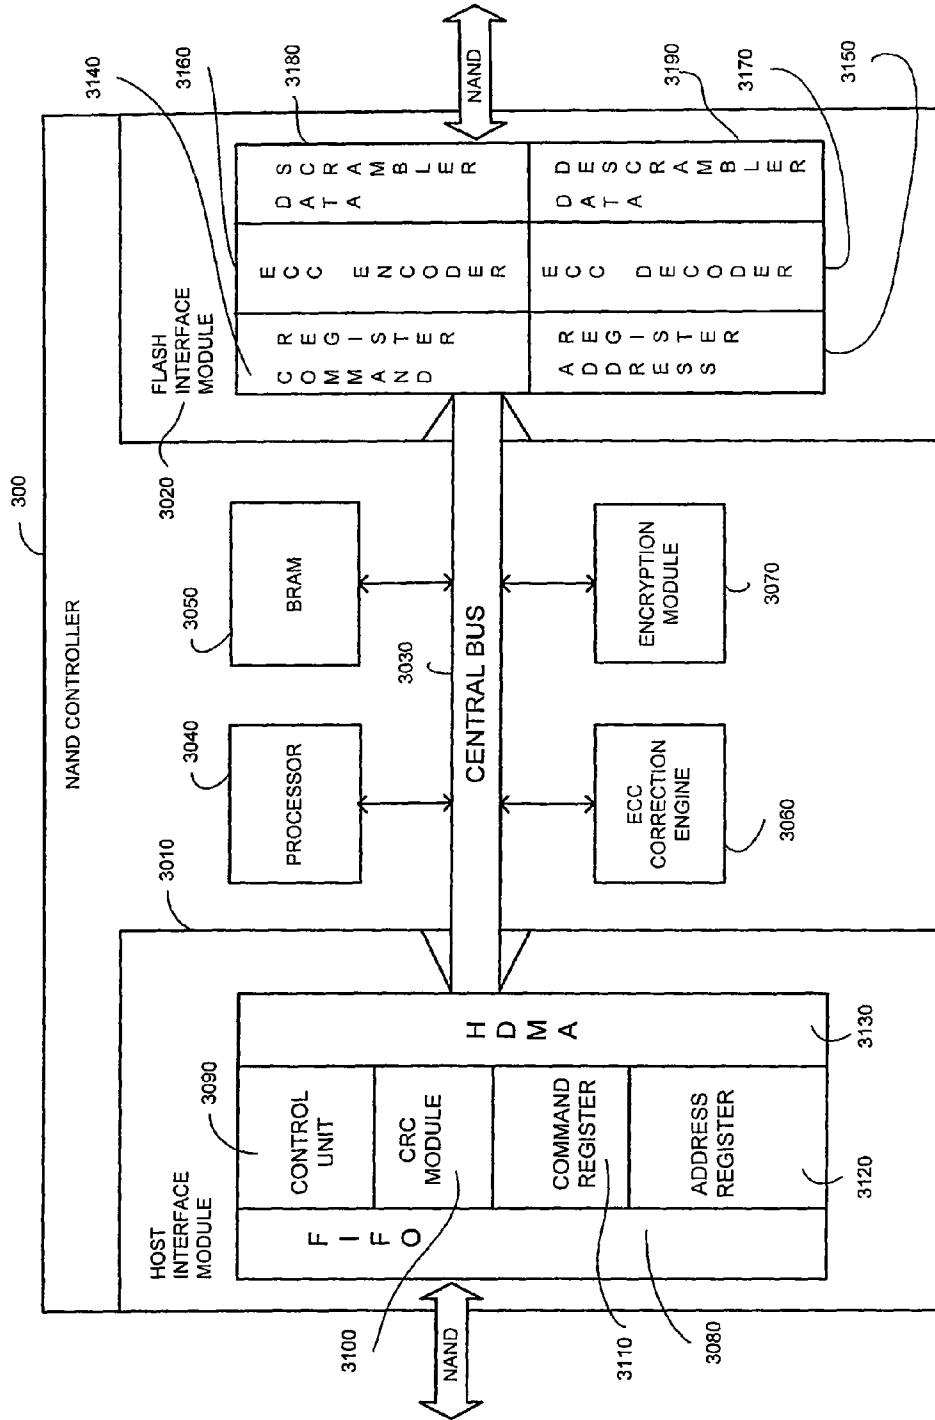 300
NAND CONTROLLER
3010
HOST
INTERFACE
MODULE
3090
CONTROL
UNIT
CRC
MODULE
COMMAND
REGISTER
ADDRESS
REGISTER
FIFO
HDMA
NAND
3100
3110
3080
3120
3130
3040
PROCESSOR
3050
BRAM
3030
CENTRAL BUS
ECC
CORRECTION
ENGINE
3060
ENCRYPTION
MODULE
3070
FLASH
INTERFACE
MODULE
3020
3140
3160
3180
COMMAND
REGISTER
ECC ENCODER
DATA
SCRAMBLER
ADDRESS
REGISTER
ECC DECODER
DATA
DESCRAMBLER
NAND
3190
3170
3150